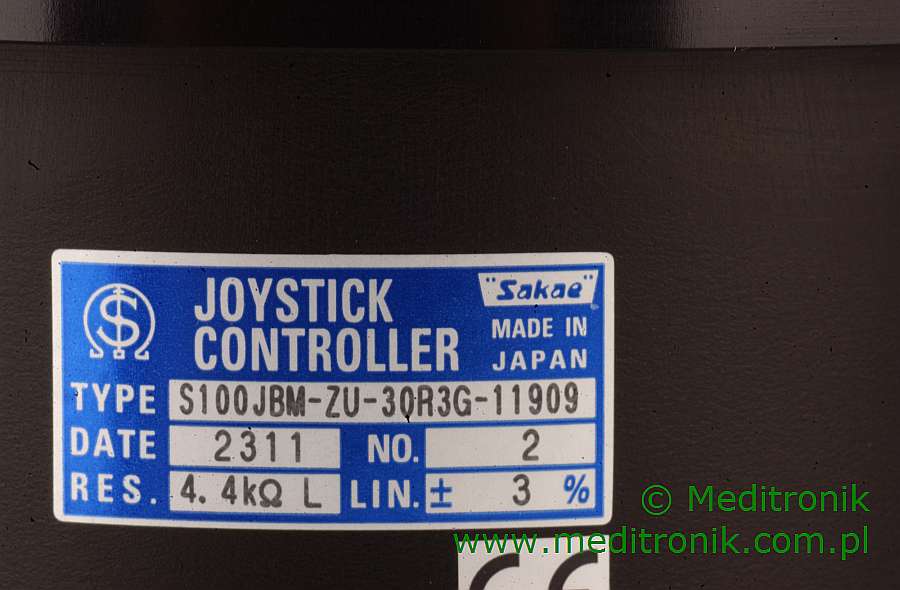 JOYSTICK
CONTROLLER
"Sakae"
MADE IN
JAPAN
TYPE S100JBM-ZU-30R3G-11909
DATE 2311 NO. 2
RES. 4.4kΩ L LIN. ± 3 %
© Meditronik
www.meditronik.com.pl
CE